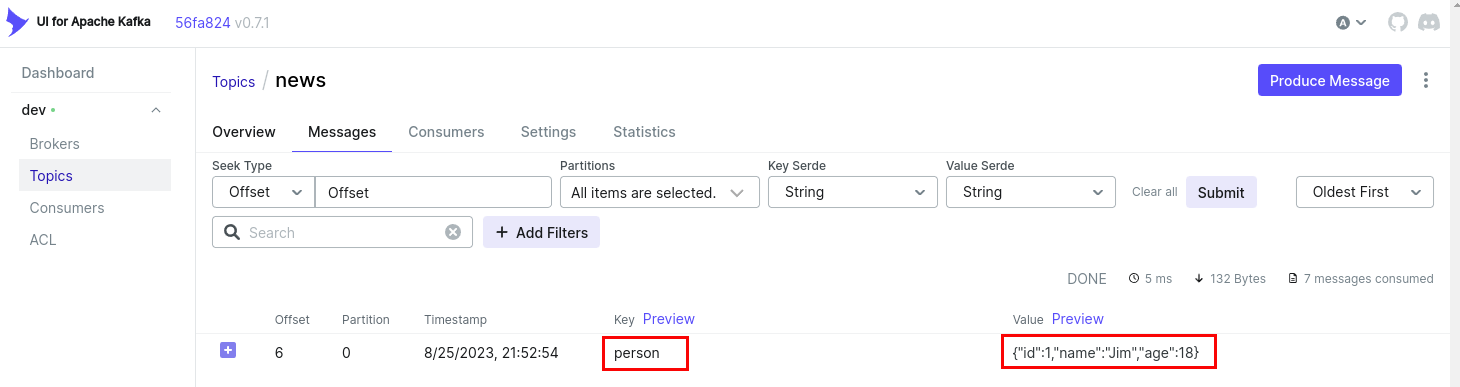 UI for Apache Kafka 56fa824 v0.7.1 A
Dashboard
dev
Brokers
Topics
Consumers
ACL
Topics / news Produce Message
Overview Messages Consumers Settings Statistics
Seek Type Partitions Key Serde Value Serde
Offset Offset All items are selected. String String Clear all Submit Oldest First
Search + Add Filters
DONE 5 ms 132 Bytes 7 messages consumed
Offset Partition Timestamp Key Preview Value Preview
+ 6 0 8/25/2023, 21:52:54 person {"id":1,"name":"Jim","age":18}